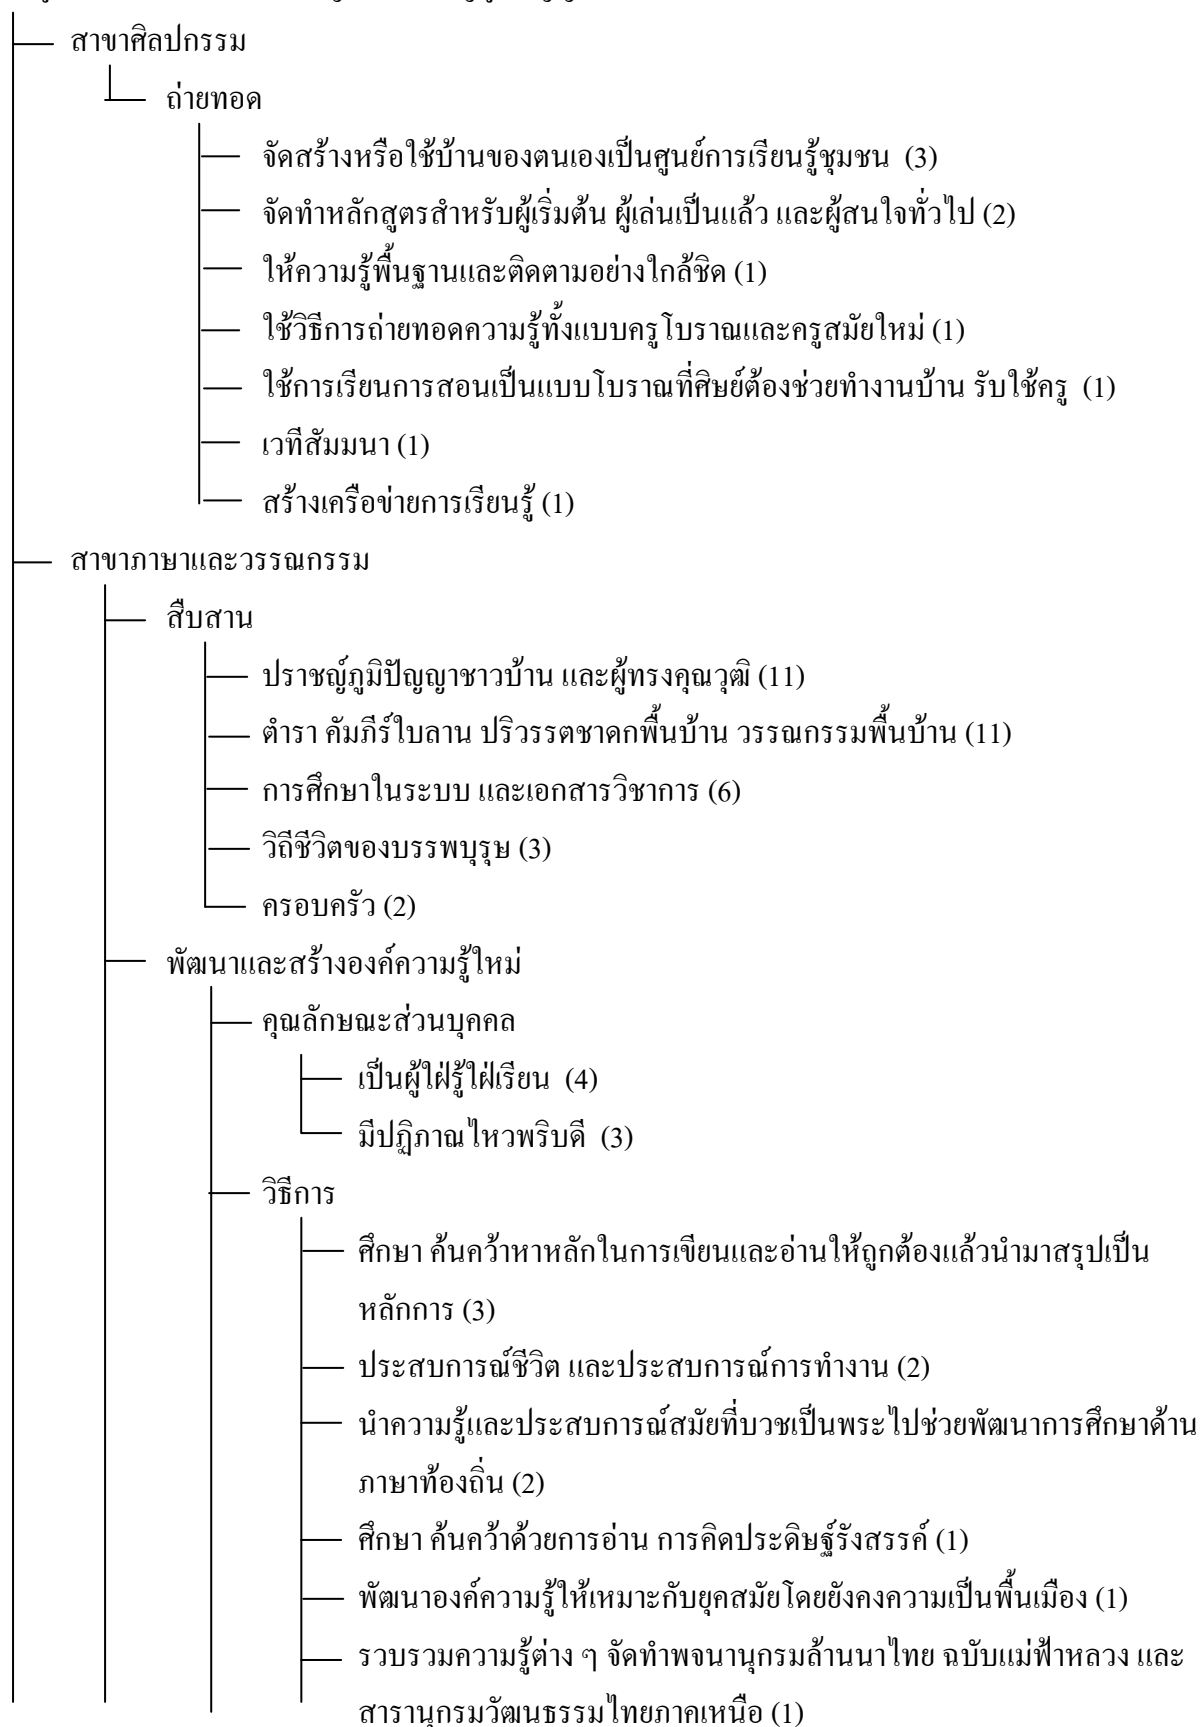 สาขาศิลปกรรม
ถ่ายทอด
จัดสร้างหรือใช้บ้านของตนเองเป็นศูนย์การเรียนรู้ชุมชน (3)
จัดทำหลักสูตรสำหรับผู้เริ่มต้น ผู้เล่นเป็นแล้ว และผู้สนใจทั่วไป (2)
ให้ความรู้พื้นฐานและติดตามอย่างใกล้ชิด (1)
ใช้วิธีการถ่ายทอดความรู้ทั้งแบบครูโบราณและครูสมัยใหม่ (1)
ใช้การเรียนการสอนเป็นแบบโบราณที่ศิษย์ต้องช่วยทำงานบ้าน รับใช้ครู (1)
เวทีสัมมนา (1)
สร้างเครือข่ายการเรียนรู้ (1)
สาขาภาษาและวรรณกรรม
สืบสาน
ปราชญ์ภูมิปัญญาชาวบ้าน และผู้ทรงคุณวุฒิ (11)
ตำรา คัมภีร์ใบลาน ปริวรรตชาดกพื้นบ้าน วรรณกรรมพื้นบ้าน (11)
การศึกษาในระบบ และเอกสารวิชาการ (6)
วิถีชีวิตของบรรพบุรุษ (3)
ครอบครัว (2)
พัฒนาและสร้างองค์ความรู้ใหม่
คุณลักษณะส่วนบุคคล
เป็นผู้ใฝ่รู้ใฝ่เรียน (4)
มีปฏิภาณไหวพริบดี (3)
วิธีการ
ศึกษา ค้นคว้าหาหลักในการเขียนและอ่านให้ถูกต้องแล้วนำมาสรุปเป็น
หลักการ (3)
ประสบการณ์ชีวิต และประสบการณ์การทำงาน (2)
นำความรู้และประสบการณ์สมัยที่บวชเป็นพระไปช่วยพัฒนาการศึกษาด้าน
ภาษาท้องถิ่น (2)
ศึกษา ค้นคว้าด้วยการอ่าน การคิดประดิษฐ์รังสรรค์ (1)
พัฒนาองค์ความรู้ให้เหมาะกับยุคสมัยโดยยังคงความเป็นพื้นเมือง (1)
รวบรวมความรู้ต่าง ๆ จัดทำพจนานุกรมล้านนาไทย ฉบับแม่ฟ้าหลวง และ
สารานุกรมวัฒนธรรมไทยภาคเหนือ (1)